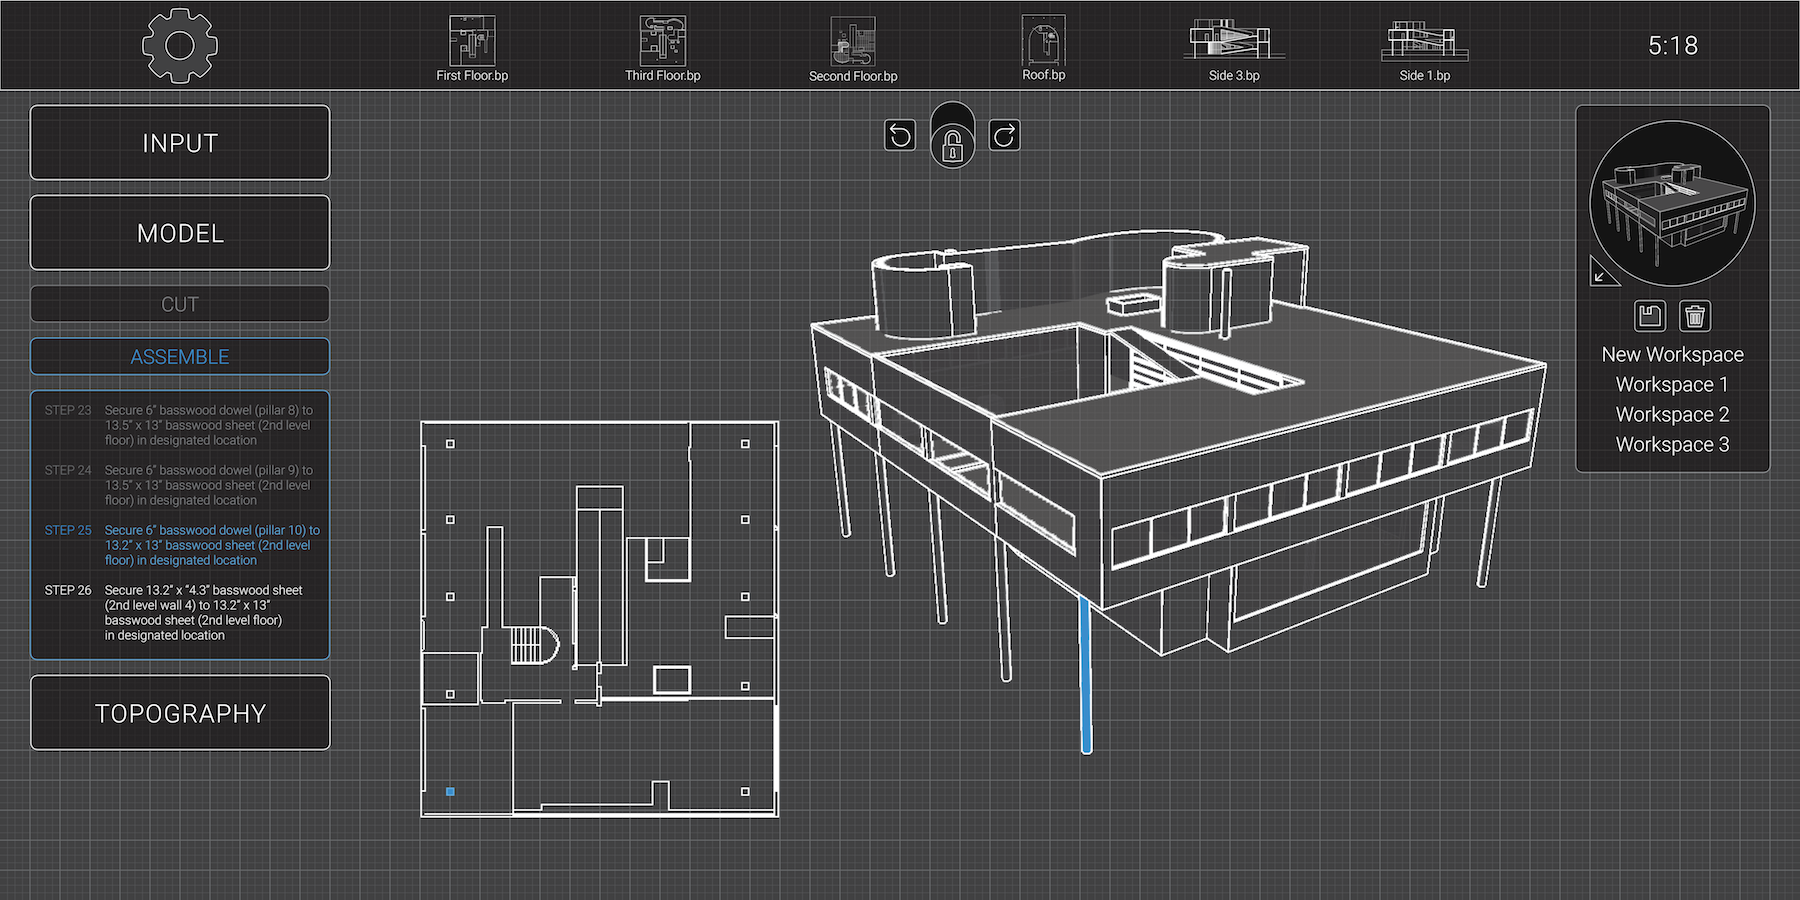 First Floor.bp
Third Floor.bp
Second Floor.bp
Roof.bp
Side 3.bp
Side 1.bp
5:18
INPUT
MODEL
CUT
ASSEMBLE
STEP 23 Secure 6” basswood dowel (pillar 8) to
13.5” x 13” basswood sheet (2nd level
floor) in designated location
STEP 24 Secure 6” basswood dowel (pillar 9) to
13.5” x 13” basswood sheet (2nd level
floor) in designated location
STEP 25 Secure 6” basswood dowel (pillar 10) to
13.2” x 13” basswood sheet (2nd level
floor) in designated location
STEP 26 Secure 13.2” x “4.3” basswood sheet
(2nd level wall 4) to 13.2” x 13”
basswood sheet (2nd level floor)
in designated location
TOPOGRAPHY
New Workspace
Workspace 1
Workspace 2
Workspace 3